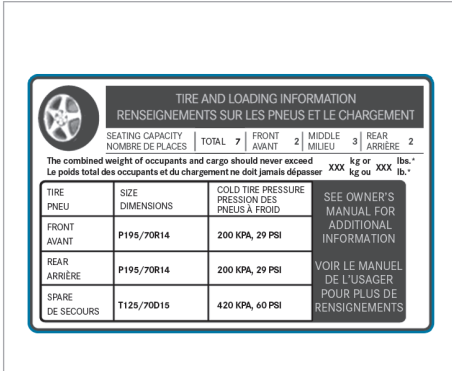 TIRE AND LOADING INFORMATION
RENSEIGNEMENTS SUR LES PNEUS ET LE CHARGEMENT
SEATING CAPACITY
NOMBRE DE PLACES
TOTAL 7
FRONT
AVANT 2
MIDDLE
MILIEU 3
REAR
ARRIÈRE 2
The combined weight of occupants and cargo should never exceed XXX kg or XXX lbs.*
Le poids total des occupants et du chargement ne doit jamais dépasser XXX kg ou XXX lb.*
TIRE
PNEU
SIZE
DIMENSIONS
COLD TIRE PRESSURE
PRESSION DES
PNEUS À FROID
FRONT
AVANT
P195/70R14
200 KPA, 29 PSI
REAR
ARRIÈRE
P195/70R14
200 KPA, 29 PSI
SPARE
DE SECOURS
T125/70D15
420 KPA, 60 PSI
SEE OWNER'S
MANUAL FOR
ADDITIONAL
INFORMATION
VOIR LE MANUEL
DE L'USAGER
POUR PLUS DE
RENSIGNEMENTS